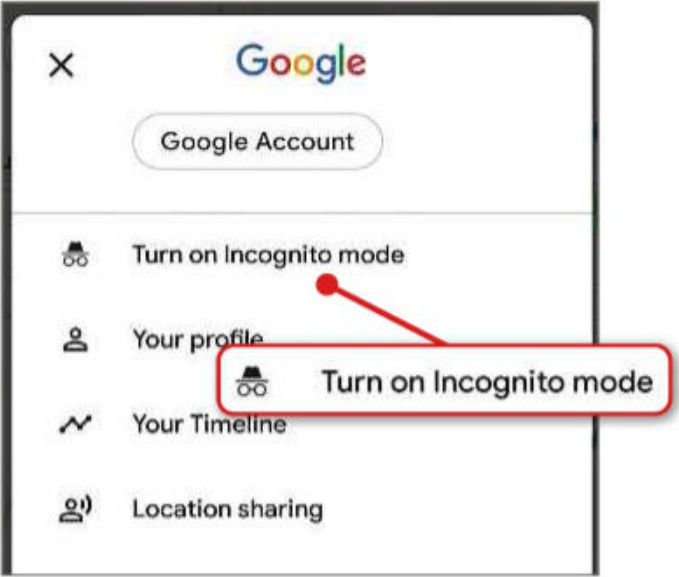 Google
Google Account
Turn on Incognito mode
Your profile
Turn on Incognito mode
Your Timeline
Location sharing